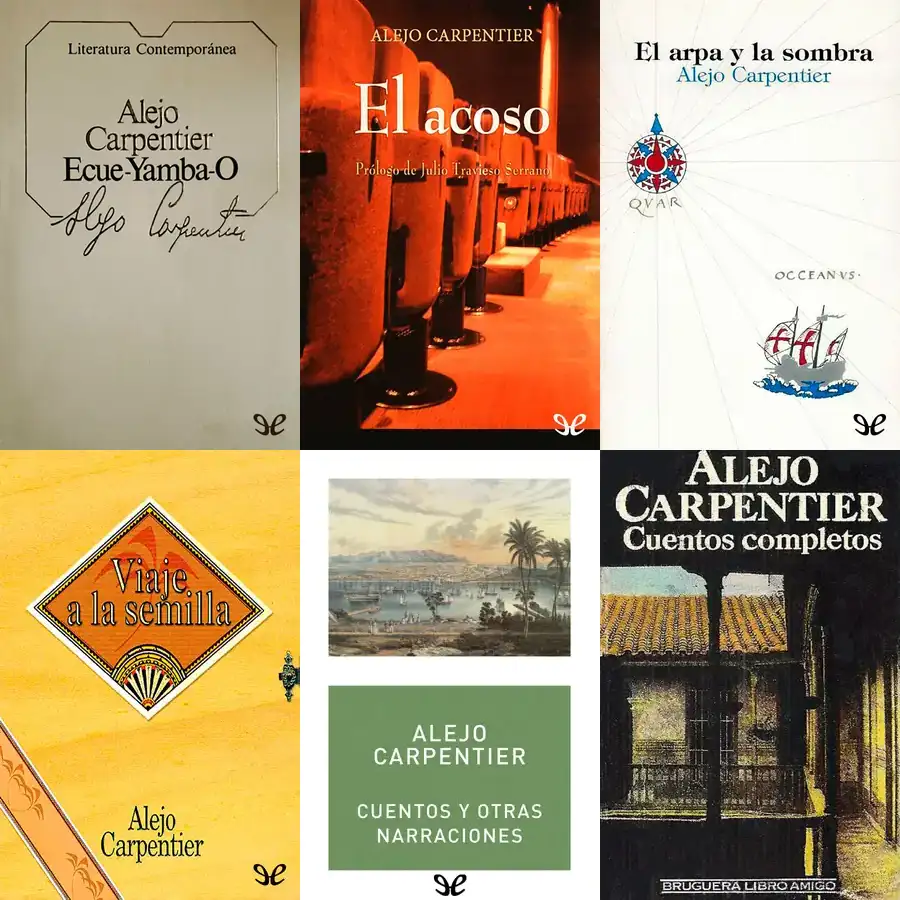 Literatura Contemporánea
Alejo
Carpentier
Ecue-Yamba-O
Alejo Carpentier
ALEJO CARPENTIER
El acoso
Prólogo de Julio Travieso Serrano
El arpa y la sombra
Alejo Carpentier
QVAR
OCCEANVS·
Viaje
a la semilla
Alejo
Carpentier
ALEJO
CARPENTIER
CUENTOS Y OTRAS
NARRACIONES
ALEJO
CARPENTIER
Cuentos completos
BRUGUERA LIBRO AMIGO